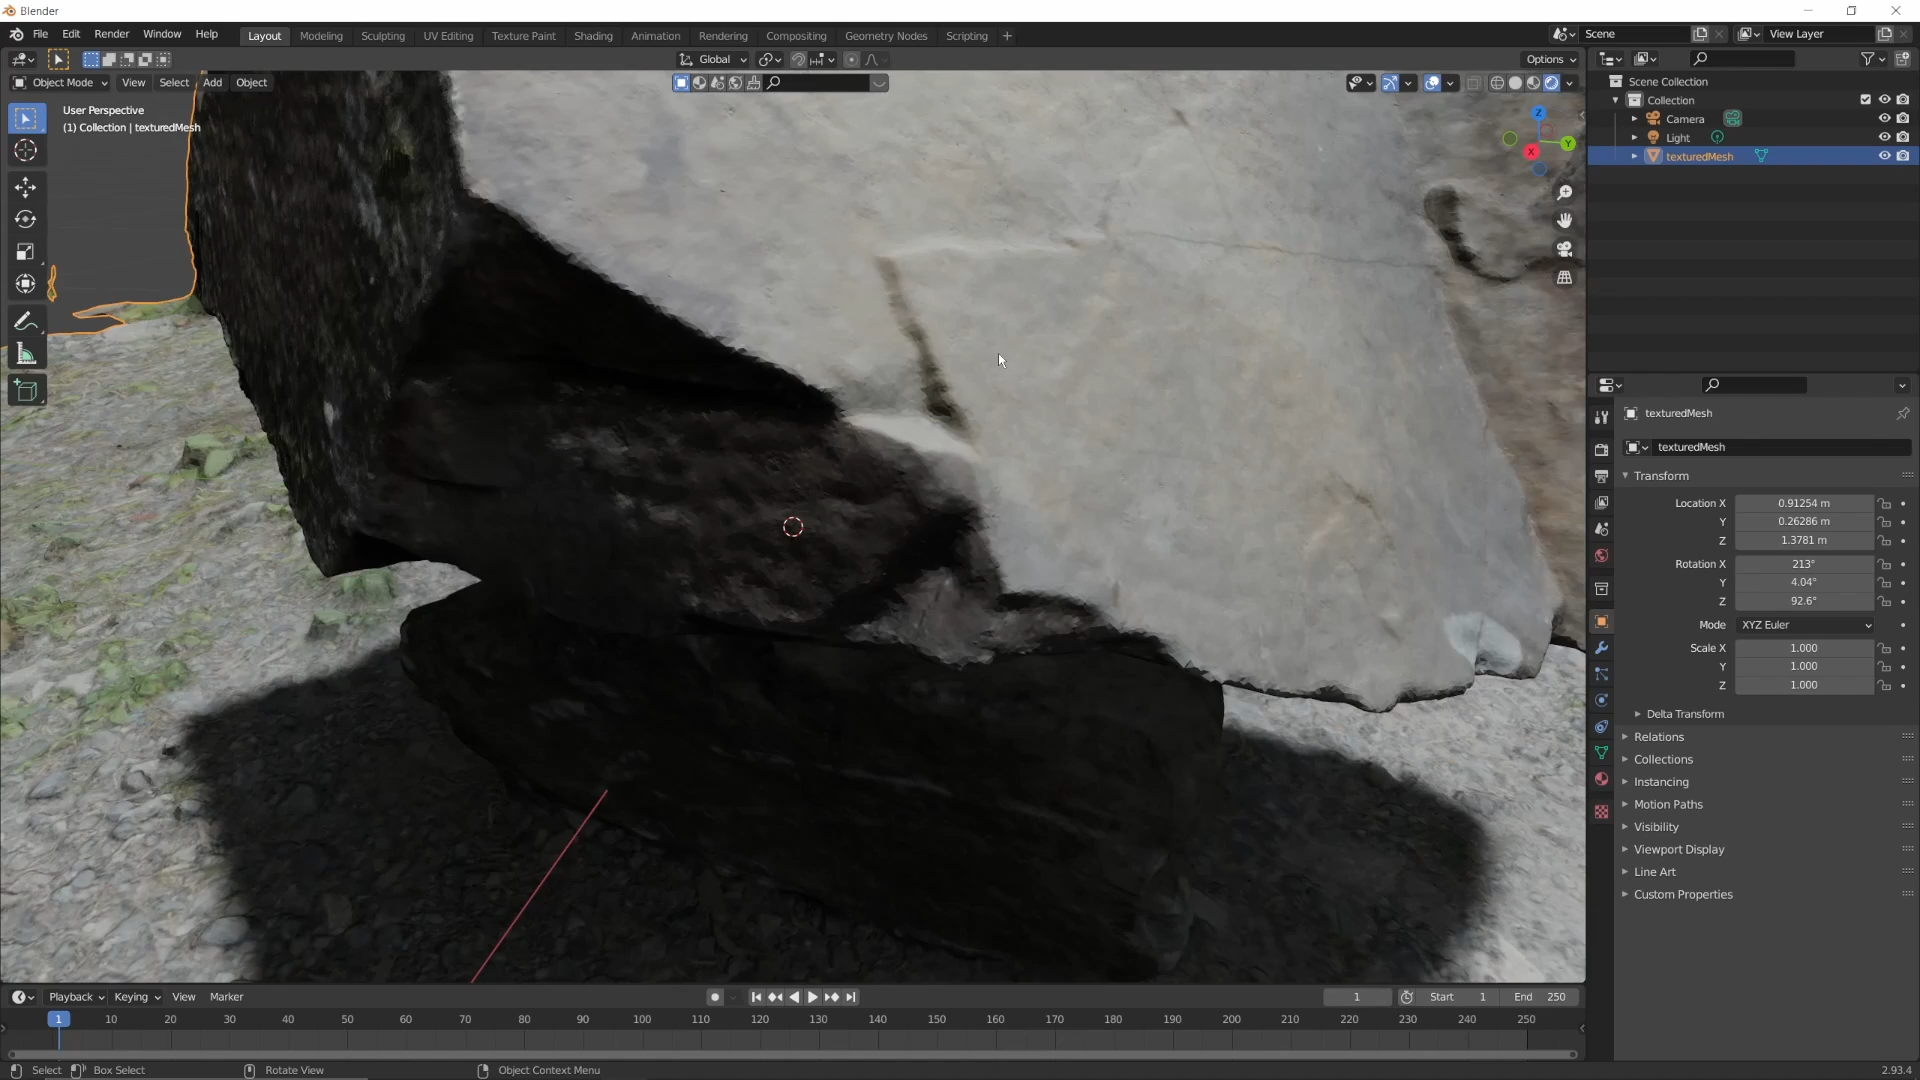 Blender
File Edit Render Window Help Layout Modeling Sculpting UV Editing Texture Paint Shading Animation Rendering Compositing Geometry Nodes Scripting + Scene View Layer
Global Options
Object Mode View Select Add Object
User Perspective
(1) Collection | texturedMesh
Z
Y
X
Scene Collection
Collection
Camera
Light
texturedMesh
texturedMesh
texturedMesh
Transform
Location X 0.91254 m
Y 0.26286 m
Z 1.3781 m
Rotation X 213°
Y 4.04°
Z 92.6°
Mode XYZ Euler
Scale X 1.000
Y 1.000
Z 1.000
Delta Transform
Relations
Collections
Instancing
Motion Paths
Visibility
Viewport Display
Line Art
Custom Properties
Playback Keying View Marker 1 Start 1 End 250
1 10 20 30 40 50 60 70 80 90 100 110 120 130 140 150 160 170 180 190 200 210 220 230 240 250
Select Box Select Rotate View Object Context Menu 2.93.4